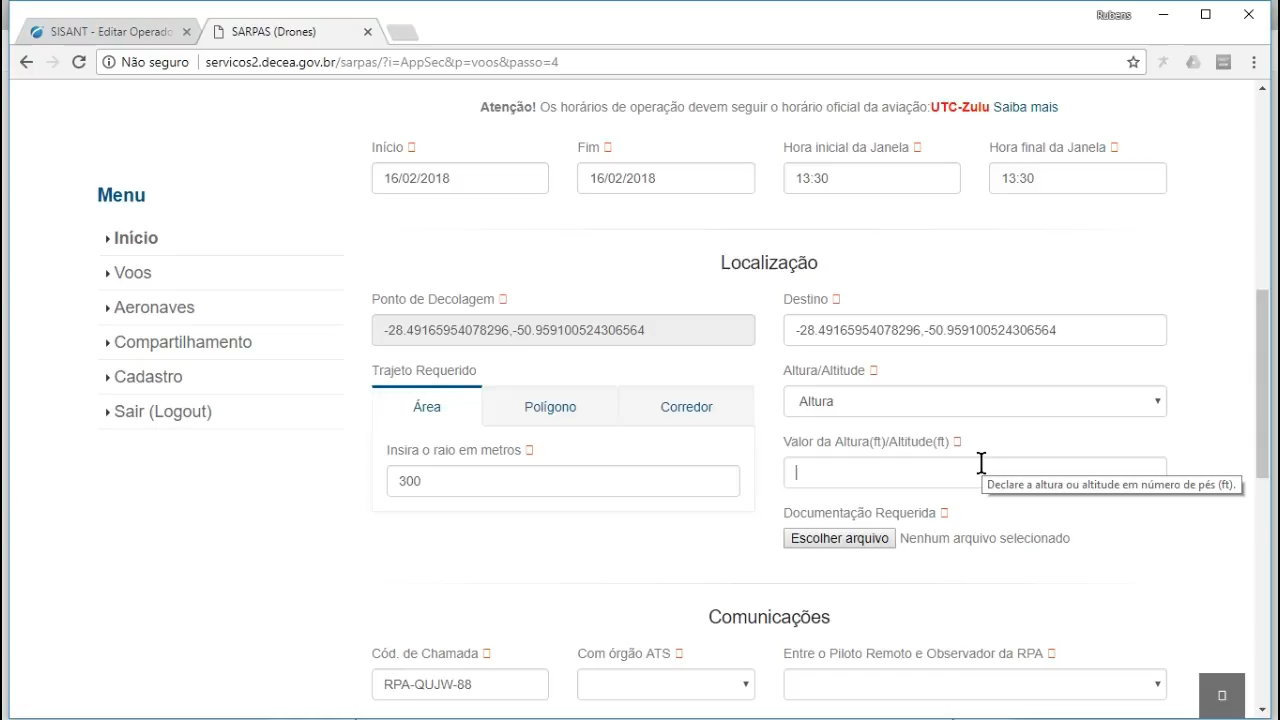 Rubens
SISANT - Editar Operado
SARPAS (Drones)
Não seguro
servicos2.decea.gov.br/sarpas/?i=AppSec&p=voos&passo=4
Atenção! Os horários de operação devem seguir o horário oficial da aviação:UTC-Zulu Saiba mais
Início Fim Hora inicial da Janela Hora final da Janela
16/02/2018 16/02/2018 13:30 13:30
Menu
Início
Voos
Aeronaves
Compartilhamento
Cadastro
Sair (Logout)
Localização
Ponto de Decolagem Destino
-28.49165954078296,-50.959100524306564 -28.49165954078296,-50.959100524306564
Trajeto Requerido Altura/Altitude
Área Polígono Corredor Altura
Insira o raio em metros Valor da Altura(ft)/Altitude(ft)
300
Declare a altura ou altitude em número de pés (ft).
Documentação Requerida
Escolher arquivo Nenhum arquivo selecionado
Comunicações
Cód. de Chamada Com órgão ATS Entre o Piloto Remoto e Observador da RPA
RPA-QUJW-88